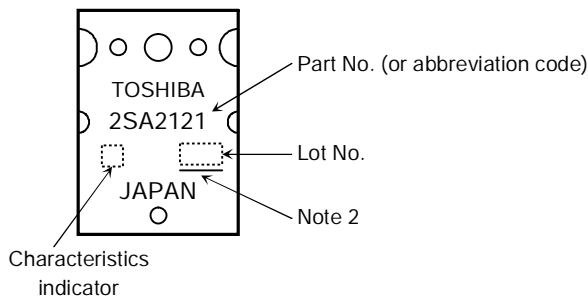 TOSHIBA
2SA2121
JAPAN
Part No. (or abbreviation code)
Lot No.
Note 2
Characteristics
indicator